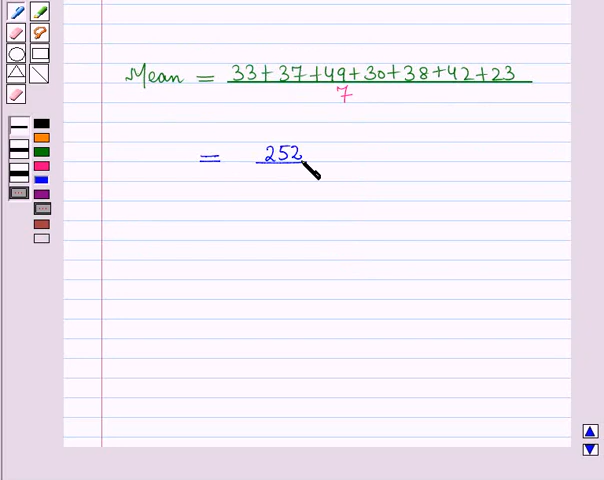 Mean = 33+37+49+30+38+42+23
7
= 252